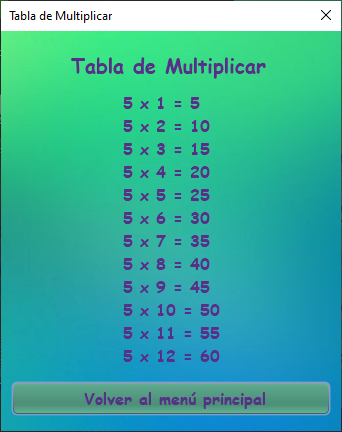 Tabla de Multiplicar
Tabla de Multiplicar
5 x 1 = 5
5 x 2 = 10
5 x 3 = 15
5 x 4 = 20
5 x 5 = 25
5 x 6 = 30
5 x 7 = 35
5 x 8 = 40
5 x 9 = 45
5 x 10 = 50
5 x 11 = 55
5 x 12 = 60
Volver al menú principal